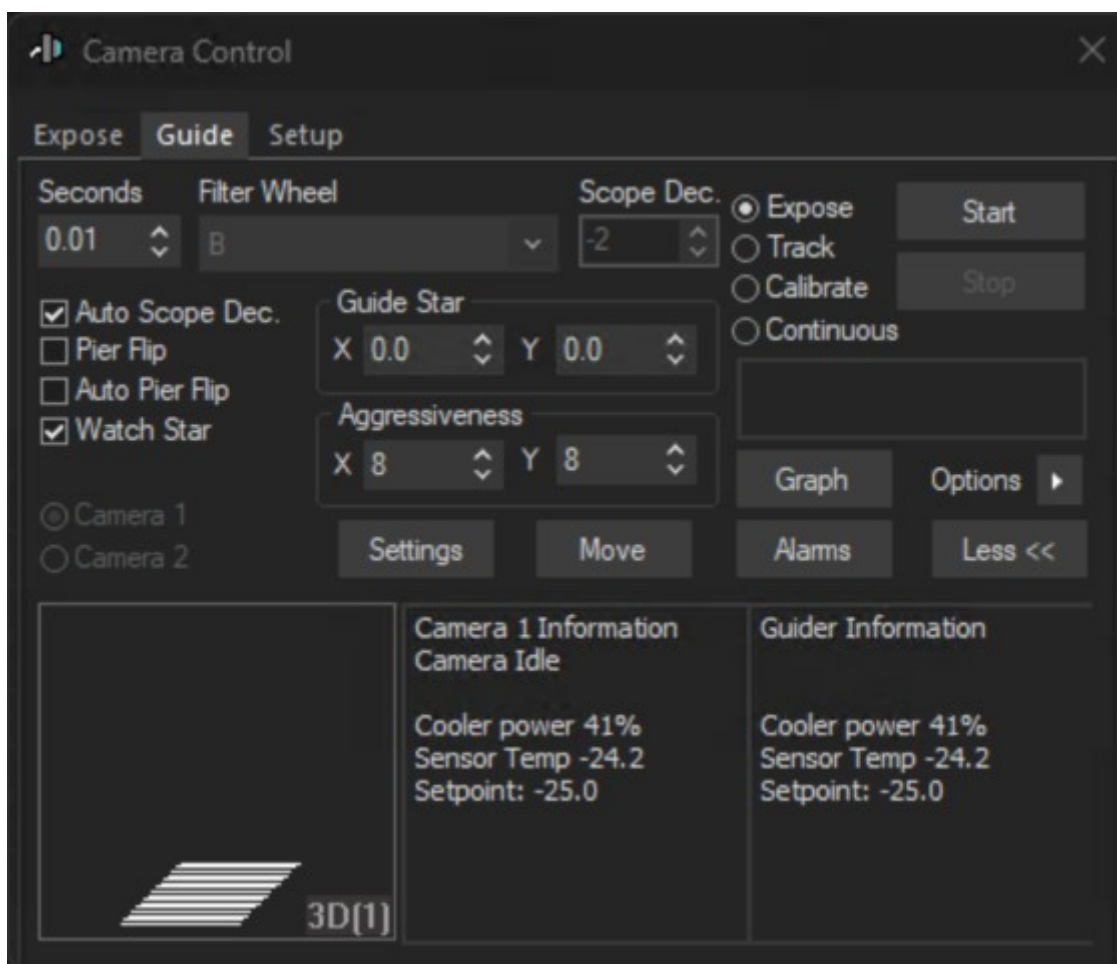 Camera Control
Expose Guide Setup
Seconds Filter Wheel Scope Dec.
0.01 B -2
Expose
Track
Calibrate
Continuous
Start
Stop
Auto Scope Dec.
Pier Flip
Auto Pier Flip
Watch Star
Guide Star
X 0.0 Y 0.0
Aggressiveness
X 8 Y 8
Camera 1
Camera 2
Settings Move
Graph Options
Alarms Less <<
3D(1)
Camera 1 Information
Camera Idle
Cooler power 41%
Sensor Temp -24.2
Setpoint: -25.0
Guider Information
Cooler power 41%
Sensor Temp -24.2
Setpoint: -25.0